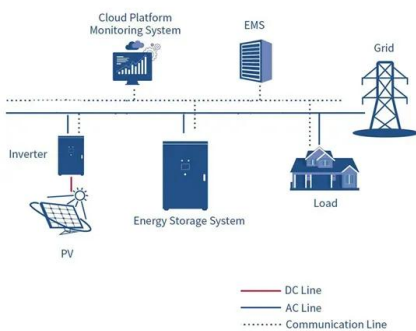 Cloud Platform
Monitoring System
EMS
Grid
Inverter
Energy Storage System
Load
PV
DC Line
AC Line
Communication Line